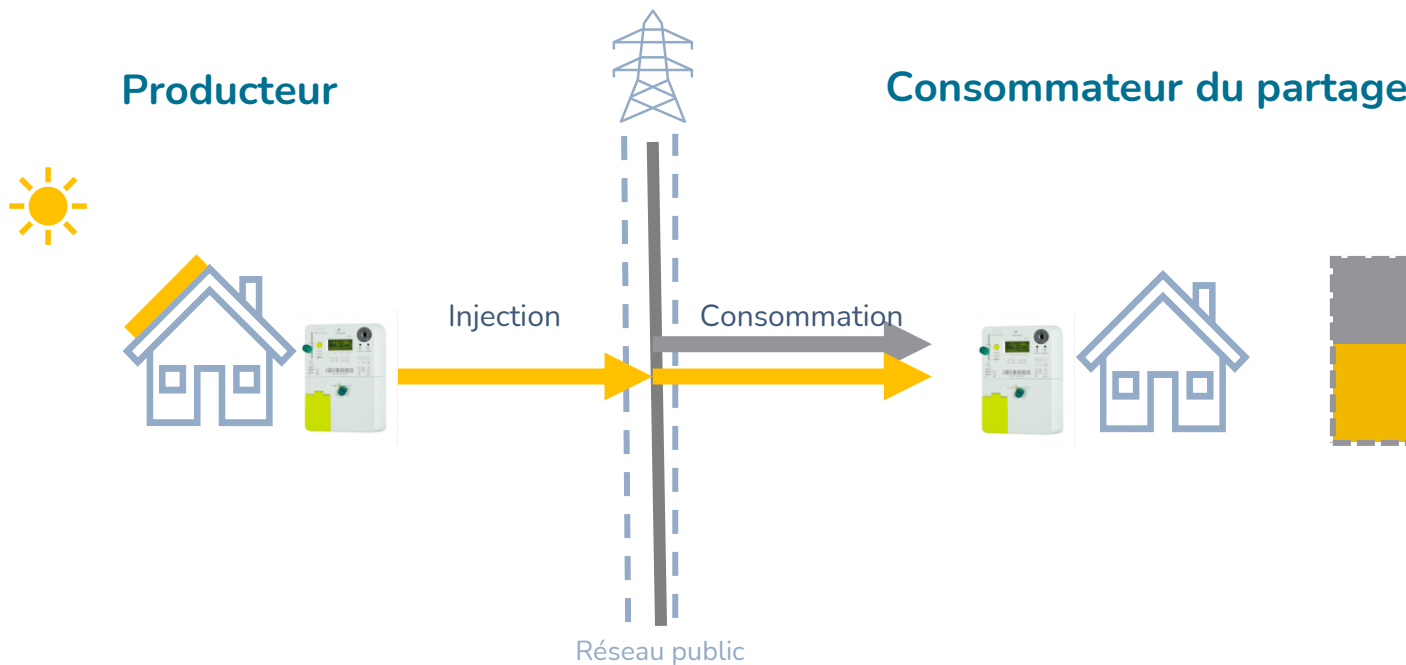 Producteur
Consommateur du partage
Injection
Consommation
Réseau public